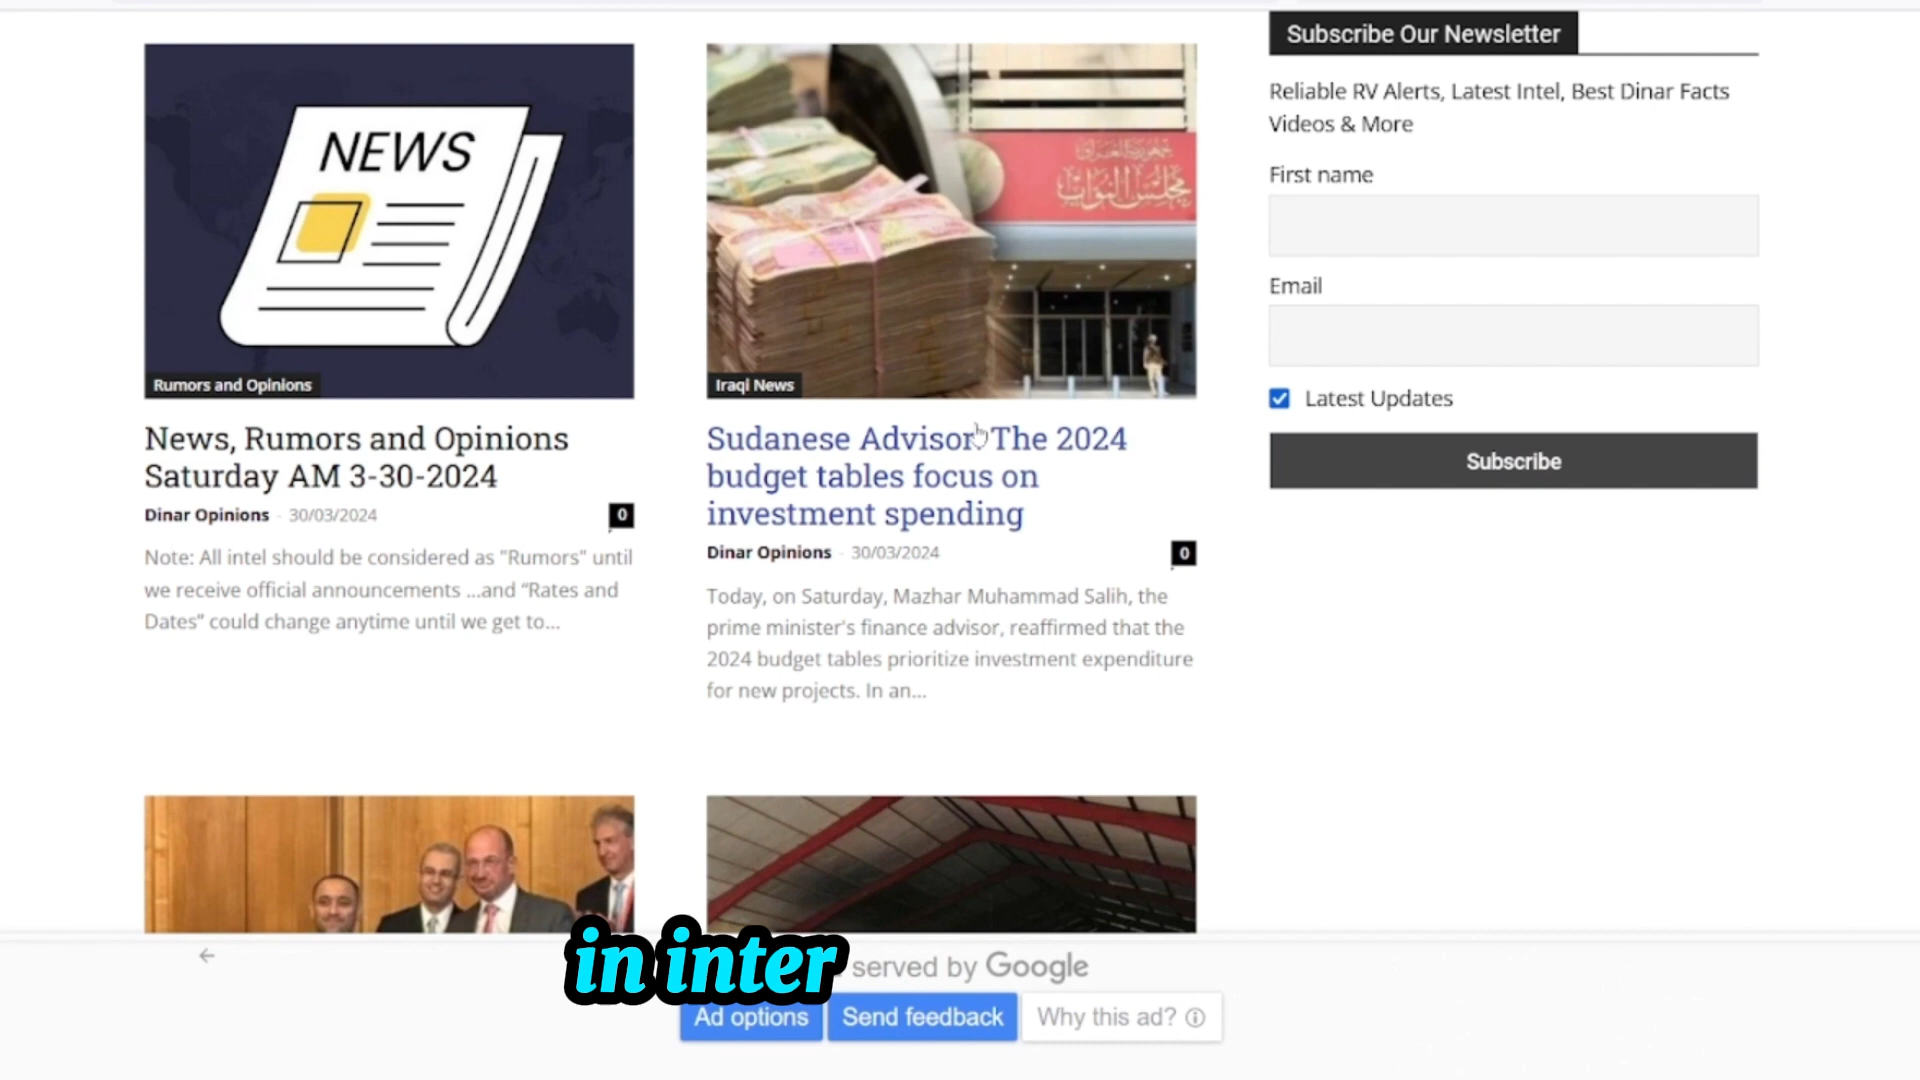 NEWS
Rumors and Opinions
News, Rumors and Opinions
Saturday AM 3-30-2024
Dinar Opinions - 30/03/2024
0
Note: All intel should be considered as "Rumors" until
we receive official announcements ...and “Rates and
Dates” could change anytime until we get to...
جمهورية العراق
مجلس النواب
Iraqi News
Sudanese Advisor: The 2024
budget tables focus on
investment spending
Dinar Opinions - 30/03/2024
0
Today, on Saturday, Mazhar Muhammad Salih, the
prime minister's finance advisor, reaffirmed that the
2024 budget tables prioritize investment expenditure
for new projects. In an...
Subscribe Our Newsletter
Reliable RV Alerts, Latest Intel, Best Dinar Facts
Videos & More
First name
Email
Latest Updates
Subscribe
in inter
served by Google
Ad options
Send feedback
Why this ad?